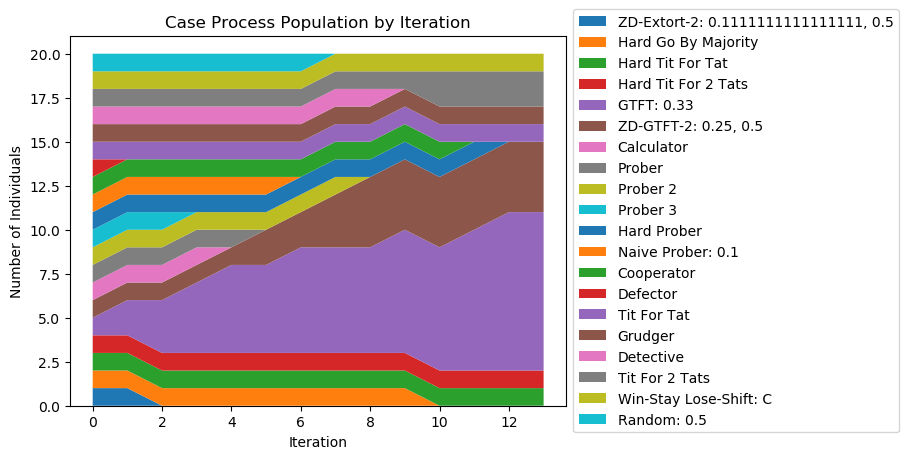 Case Process Population by Iteration
Number of Individuals
20.0
17.5
15.0
12.5
10.0
7.5
5.0
2.5
0.0
0 2 4 6 8 10 12
Iteration
ZD-Extort-2: 0.1111111111111111, 0.5
Hard Go By Majority
Hard Tit For Tat
Hard Tit For 2 Tats
GTFT: 0.33
ZD-GTFT-2: 0.25, 0.5
Calculator
Prober
Prober 2
Prober 3
Hard Prober
Naive Prober: 0.1
Cooperator
Defector
Tit For Tat
Grudger
Detective
Tit For 2 Tats
Win-Stay Lose-Shift: C
Random: 0.5